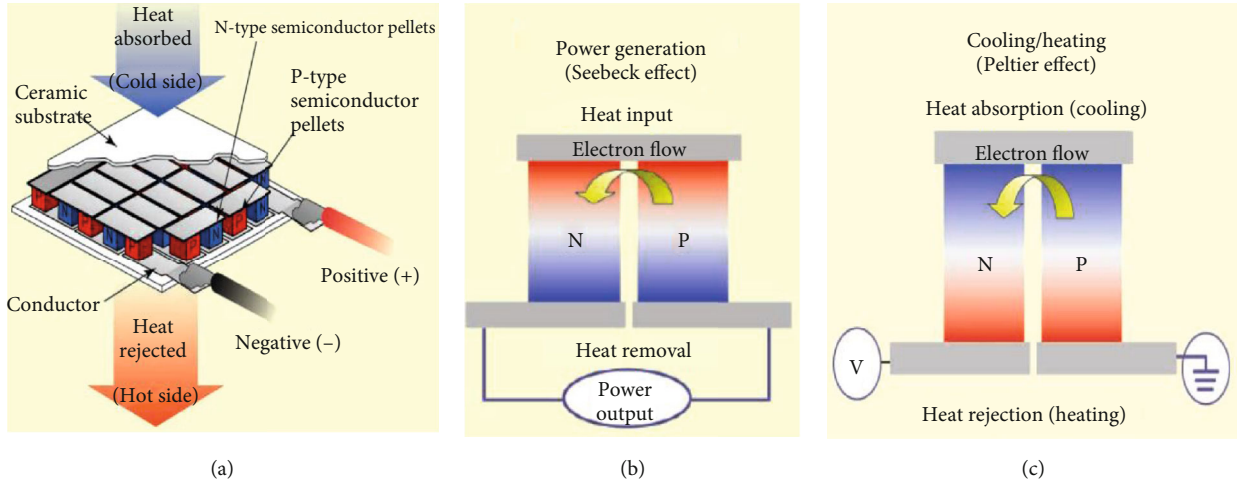 Heat
absorbed
(Cold side)
N-type semiconductor pellets
P-type
semiconductor
pellets
Ceramic
substrate
P
N
P
N
P
P
N
P
N
N
Positive (+)
Conductor
Negative (–)
Heat
rejected
(Hot side)
(a)
Power generation
(Seebeck effect)
Heat input
Electron flow
N
P
Heat removal
Power
output
(b)
Cooling/heating
(Peltier effect)
Heat absorption (cooling)
Electron flow
N
P
V
Heat rejection (heating)
(c)